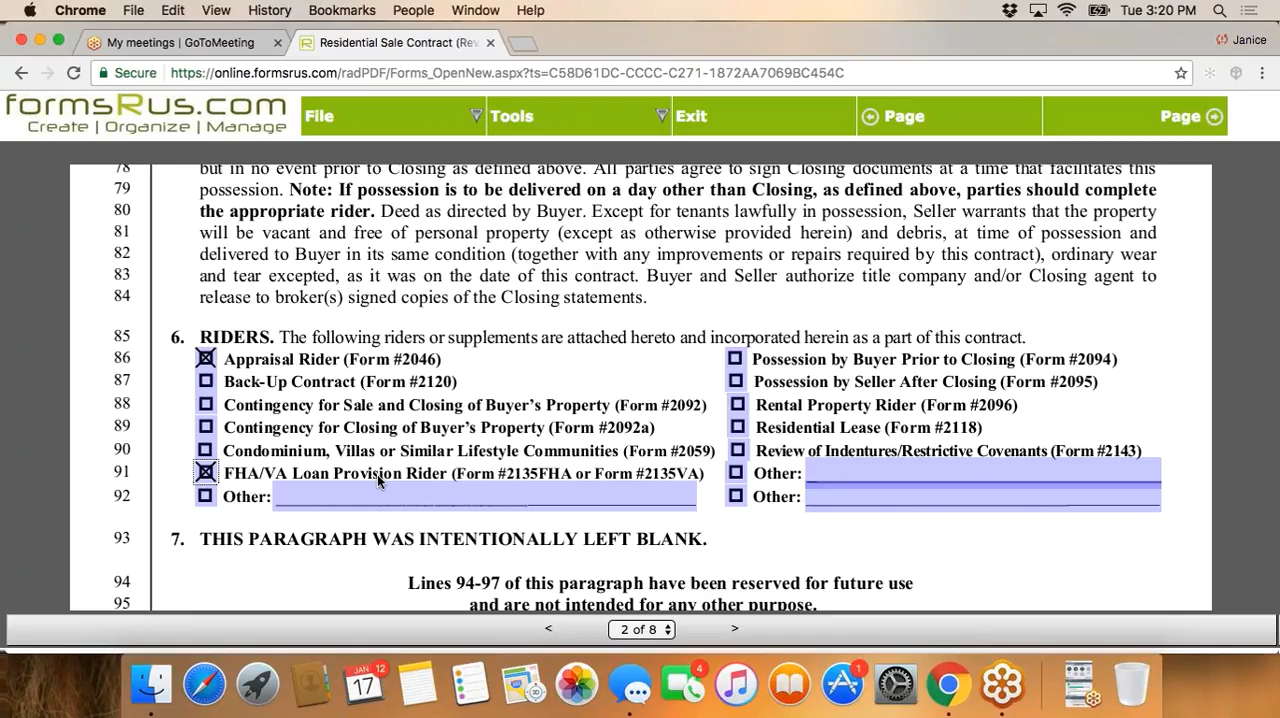 Chrome File Edit View History Bookmarks People Window Help Tue 3:20 PM
My meetings | GoToMeeting × Residential Sale Contract (Rev × Janice
Secure https://online.formsrus.com/radPDF/Forms_OpenNew.aspx?ts=C58D61DC-CCCC-C271-1872AA7069BC454C
formsRus.com
Create | Organize | Manage
File Tools Exit Page Page
78 but in no event prior to Closing as defined above. All parties agree to sign Closing documents at a time that facilitates this
79 possession. Note: If possession is to be delivered on a day other than Closing, as defined above, parties should complete
80 the appropriate rider. Deed as directed by Buyer. Except for tenants lawfully in possession, Seller warrants that the property
81 will be vacant and free of personal property (except as otherwise provided herein) and debris, at time of possession and
82 delivered to Buyer in its same condition (together with any improvements or repairs required by this contract), ordinary wear
83 and tear excepted, as it was on the date of this contract. Buyer and Seller authorize title company and/or Closing agent to
84 release to broker(s) signed copies of the Closing statements.
85 6. RIDERS. The following riders or supplements are attached hereto and incorporated herein as a part of this contract.
86 Appraisal Rider (Form #2046) Possession by Buyer Prior to Closing (Form #2094)
87 Back-Up Contract (Form #2120) Possession by Seller After Closing (Form #2095)
88 Contingency for Sale and Closing of Buyer's Property (Form #2092) Rental Property Rider (Form #2096)
89 Contingency for Closing of Buyer's Property (Form #2092a) Residential Lease (Form #2118)
90 Condominium, Villas or Similar Lifestyle Communities (Form #2059) Review of Indentures/Restrictive Covenants (Form #2143)
91 FHA/VA Loan Provision Rider (Form #2135FHA or Form #2135VA) Other:
92 Other: Other:
93 7. THIS PARAGRAPH WAS INTENTIONALLY LEFT BLANK.
94 Lines 94-97 of this paragraph have been reserved for future use
95 and are not intended for any other purpose.
< 2 of 8 >
JAN 12
17
4
1